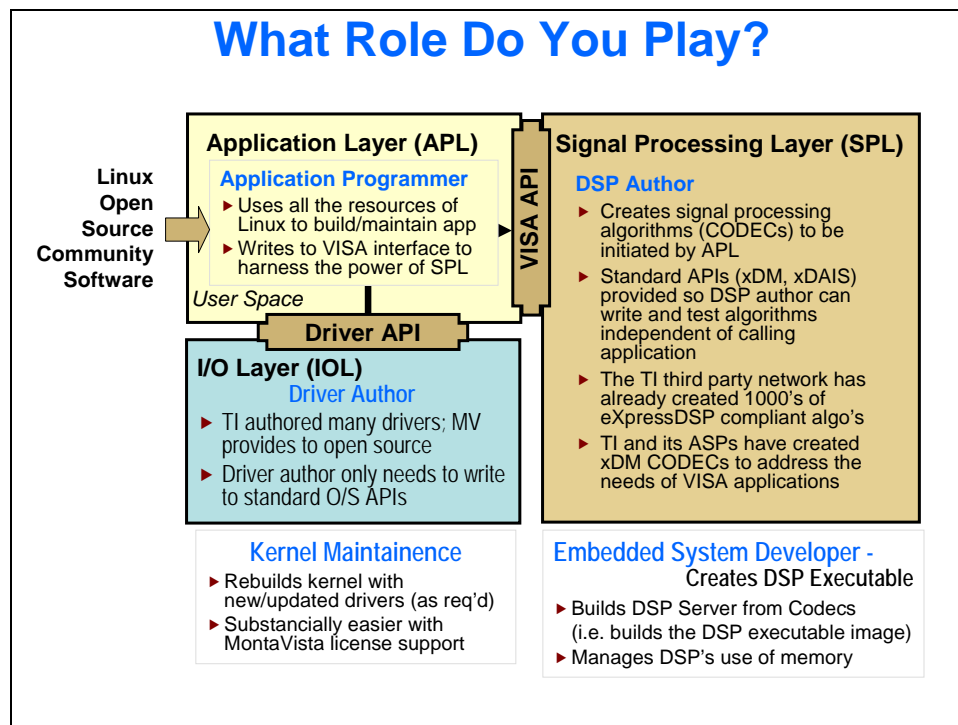 What Role Do You Play?
Linux
Open
Source
Community
Software
Application Layer (APL)
Application Programmer
▶ Uses all the resources of
Linux to build/maintain app
▶ Writes to VISA interface to
harness the power of SPL
User Space
VISA API
Driver API
Signal Processing Layer (SPL)
DSP Author
▶ Creates signal processing
algorithms (CODECs) to be
initiated by APL
▶ Standard APIs (xDM, xDAIS)
provided so DSP author can
write and test algorithms
independent of calling
application
▶ The TI third party network has
already created 1000's of
eXpressDSP compliant algo's
▶ TI and its ASPs have created
xDM CODECs to address the
needs of VISA applications
I/O Layer (IOL)
Driver Author
▶ TI authored many drivers; MV
provides to open source
▶ Driver author only needs to write
to standard O/S APIs
Kernel Maintainence
▶ Rebuilds kernel with
new/updated drivers (as req'd)
▶ Substancially easier with
MontaVista license support
Embedded System Developer -
Creates DSP Executable
▶ Builds DSP Server from Codecs
(i.e. builds the DSP executable image)
▶ Manages DSP's use of memory